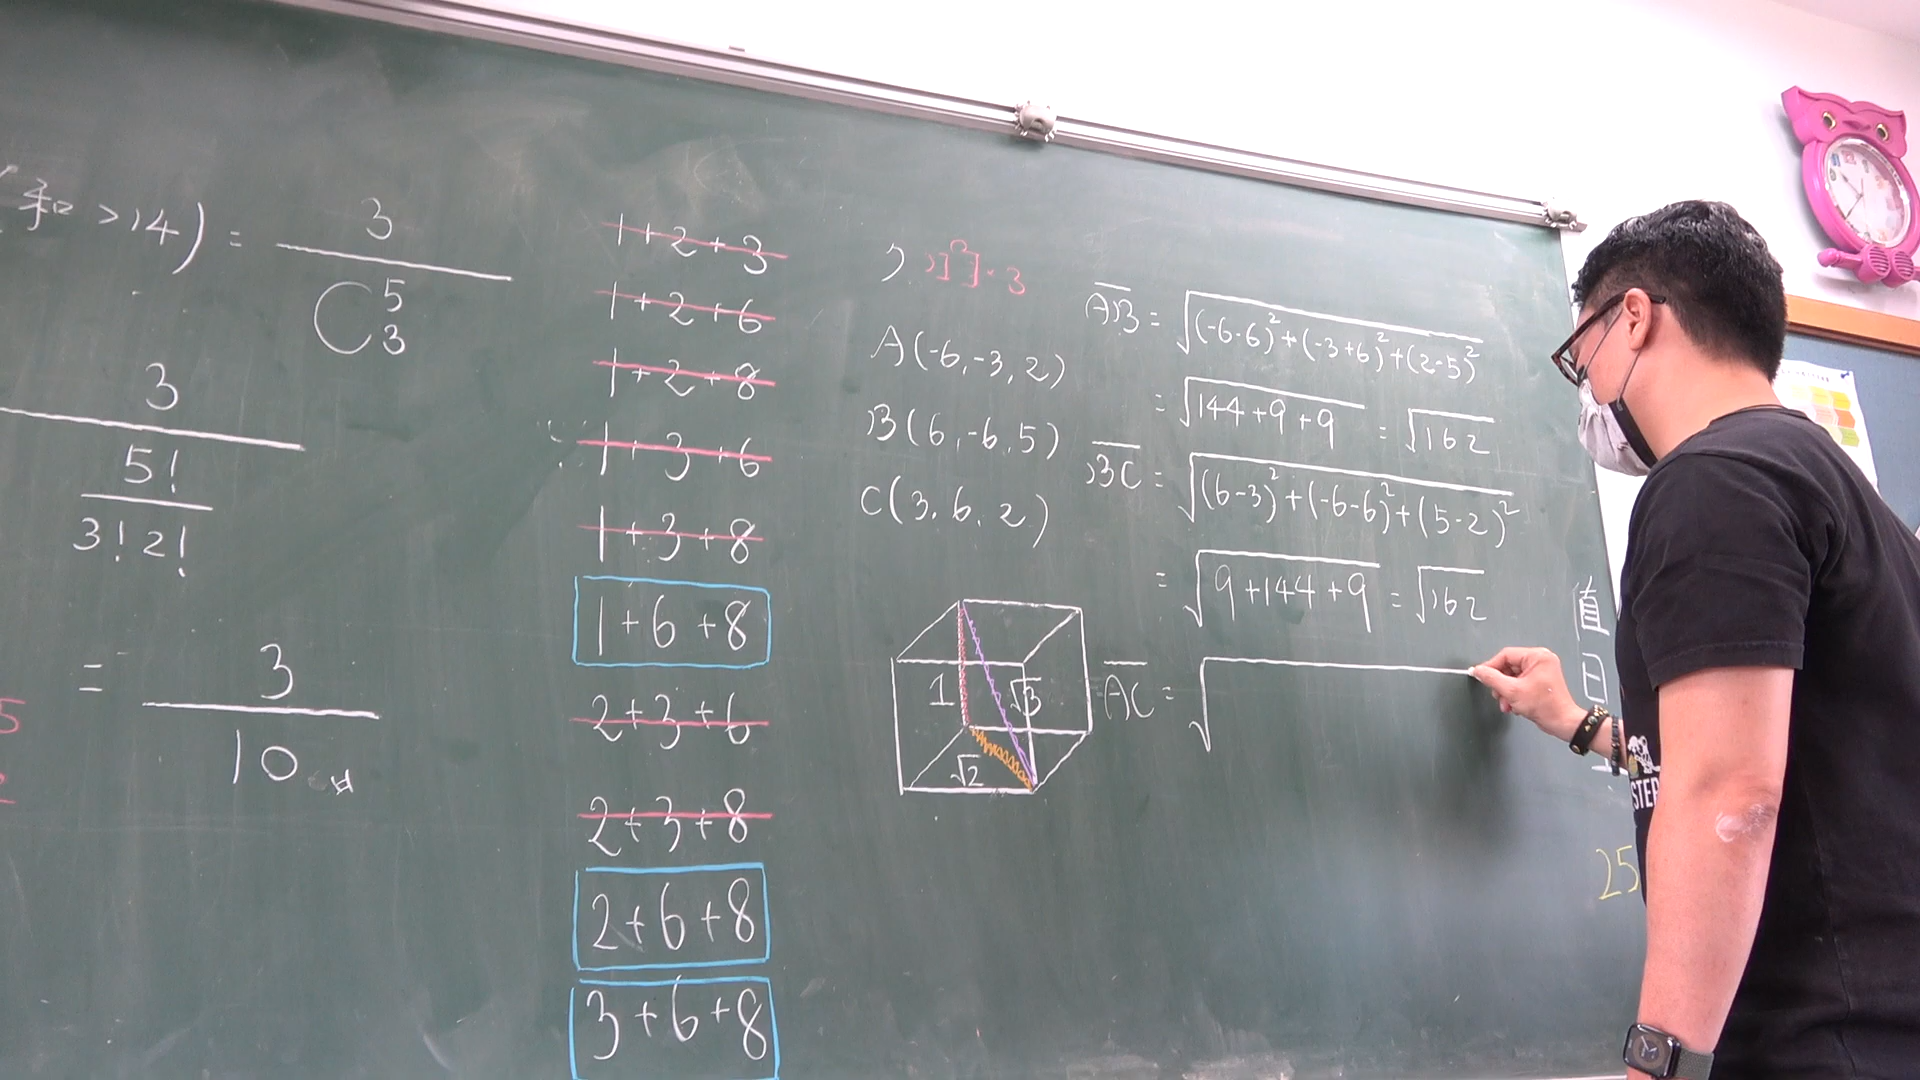 和 > 14) = 3 / C⁵₃
3 / (5! / 3!2!)
= 3 / 10
1+2+3
1+2+6
1+2+8
1+3+6
1+3+8
1+6+8
2+3+6
2+3+8
2+6+8
3+6+8
A(-6,-3,2)
B(6,-6,5)
C(3,6,2)
1
√3
√2
AB = √((-6-6)²+(-3+6)²+(2-5)²
= √144+9+9 = √162
BC = √(6-3)²+(-6-6)²+(5-2)²
= √9+144+9 = √162
AC = √
值
日
25
STEP